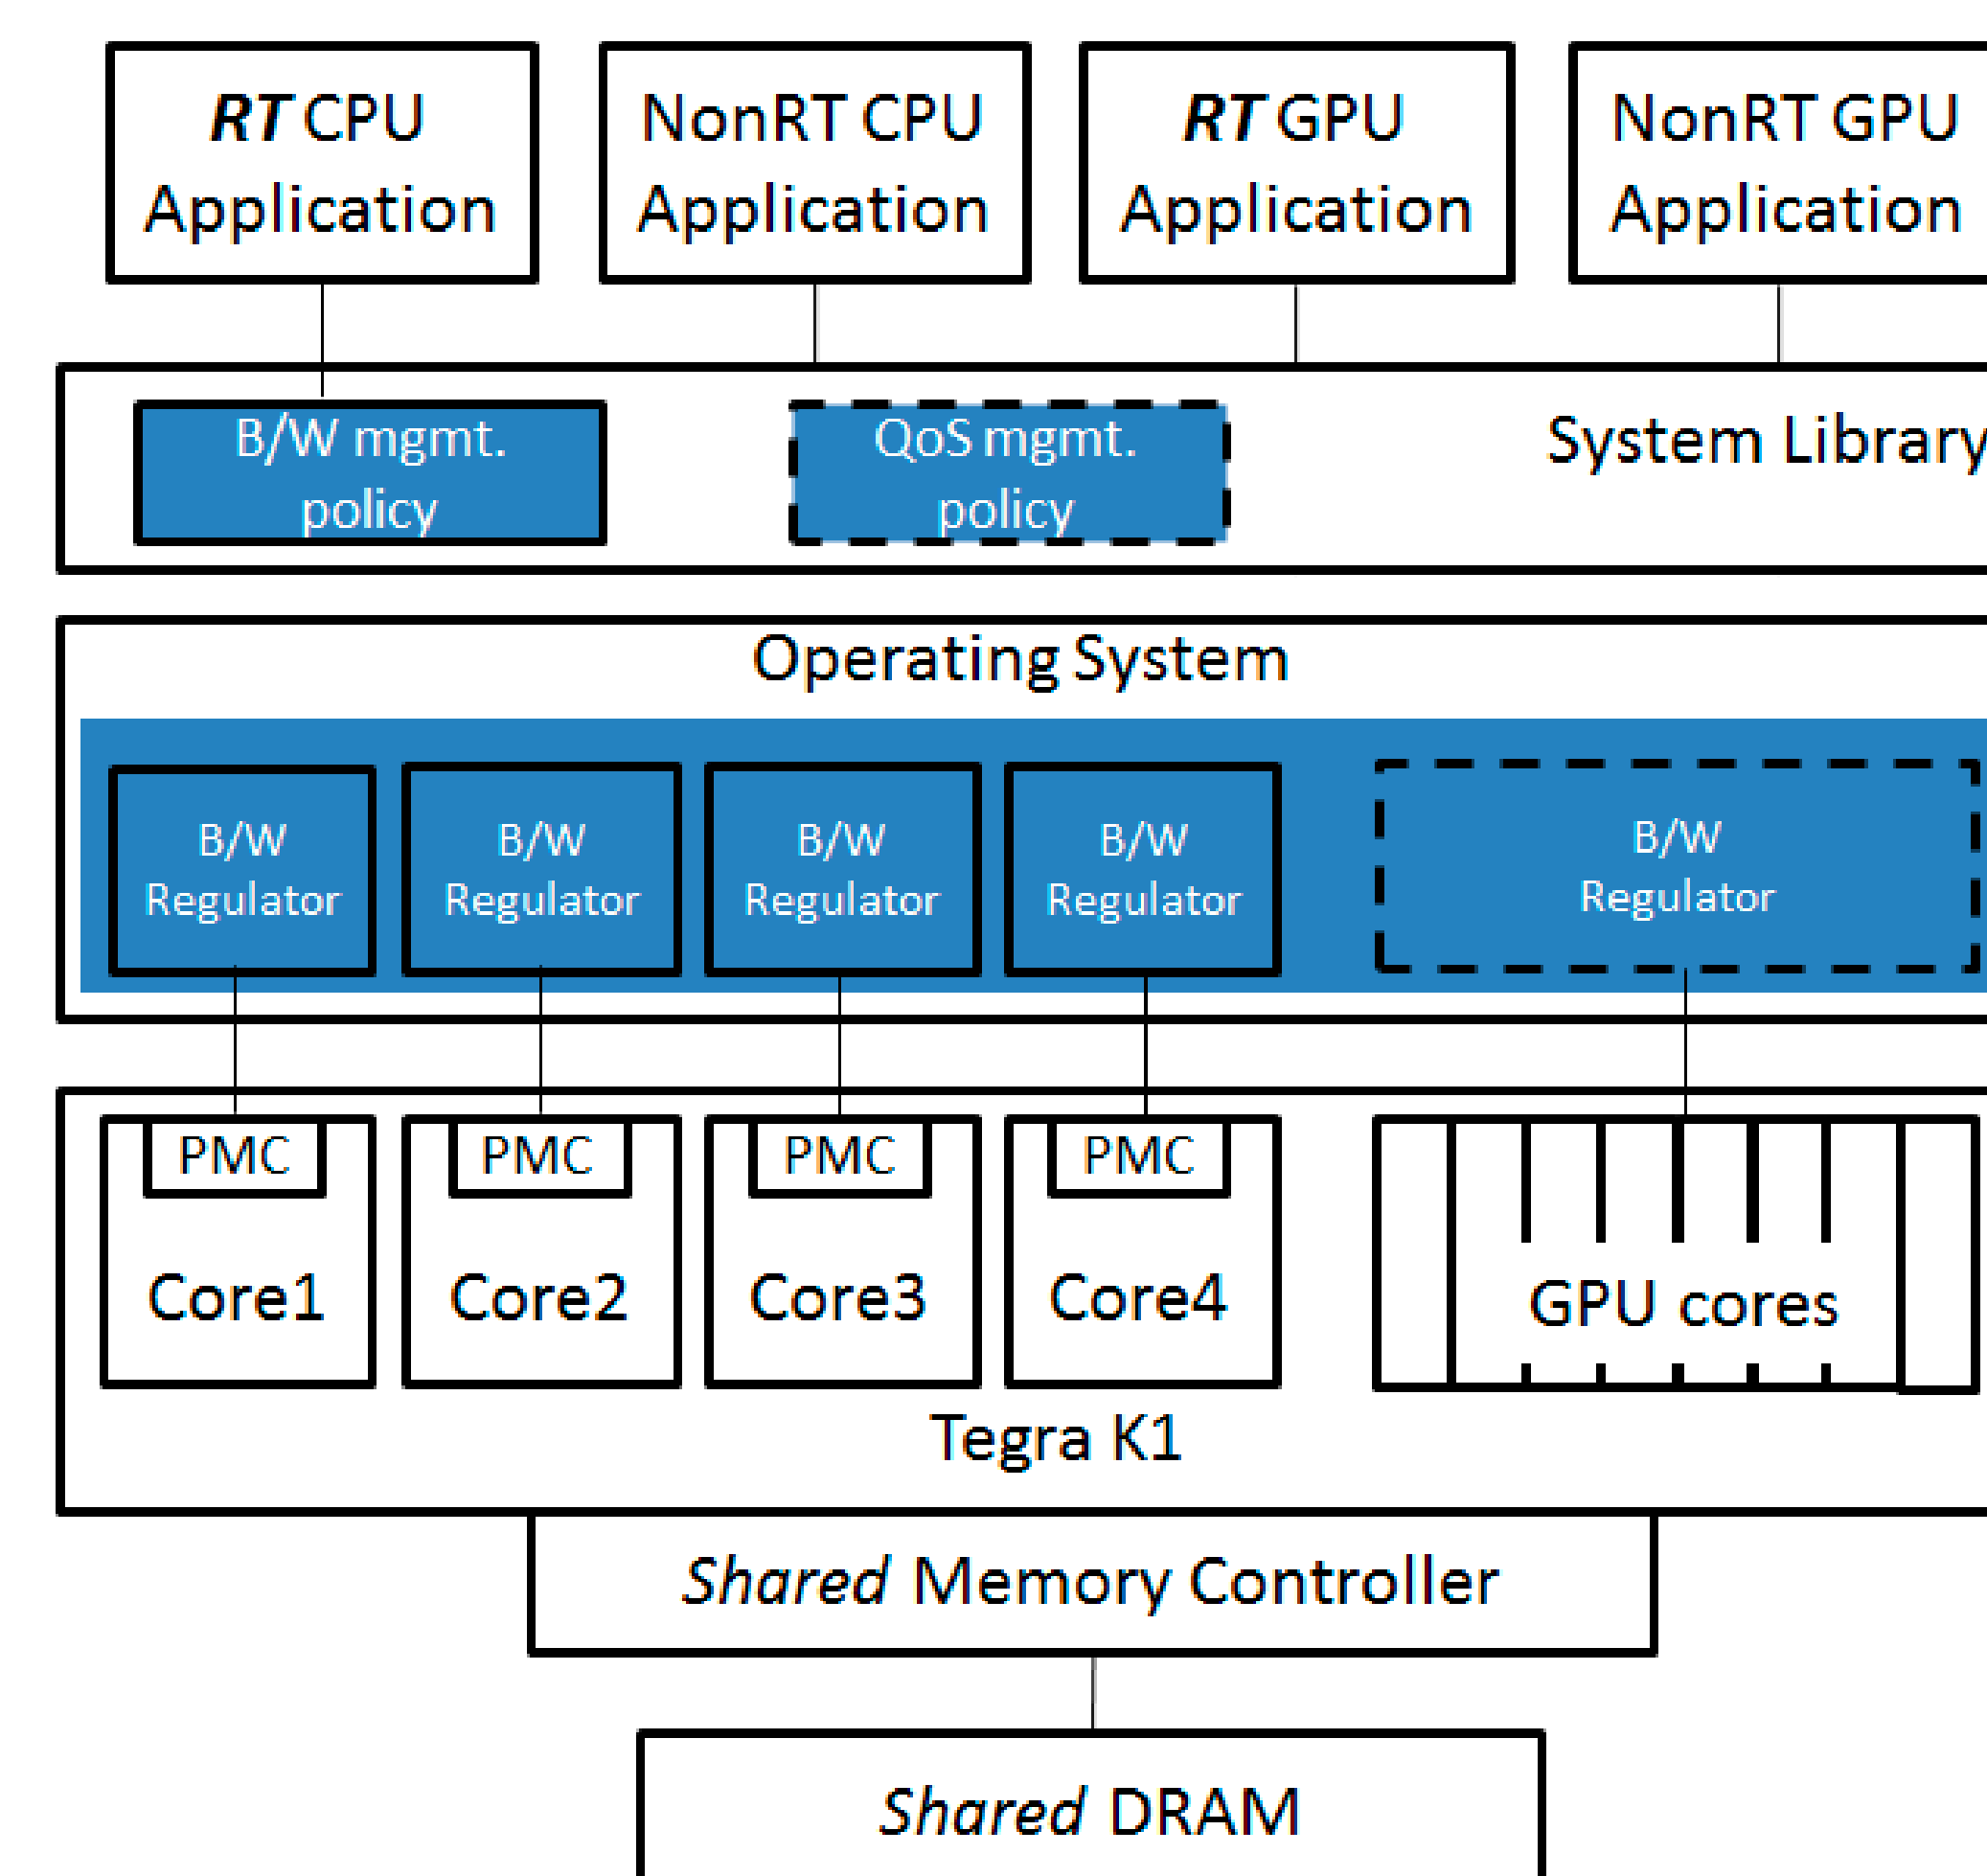 RT CPU
Application
NonRT CPU
Application
RT GPU
Application
NonRT GPU
Application
B/W mgmt.
policy
QoS mgmt.
policy
System Library
Operating System
B/W
Regulator
B/W
Regulator
B/W
Regulator
B/W
Regulator
B/W
Regulator
PMC
PMC
PMC
PMC
Core1
Core2
Core3
Core4
GPU cores
Tegra K1
Shared Memory Controller
Shared DRAM